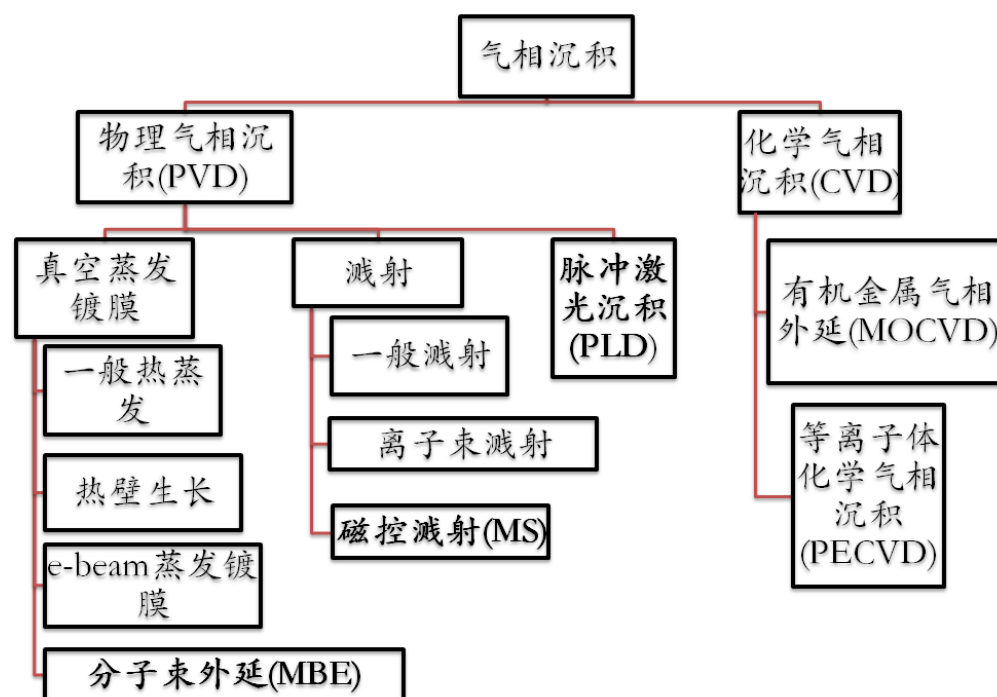 气相沉积
物理气相沉
积(PVD)
化学气相
沉积(CVD)
真空蒸发
镀膜
一般热蒸
发
热壁生长
e-beam蒸发镀
膜
分子束外延(MBE)
溅射
一般溅射
离子束溅射
磁控溅射(MS)
脉冲激
光沉积
(PLD)
有机金属气相
外延(MOCVD)
等离子体
化学气相
沉积
(PECVD)